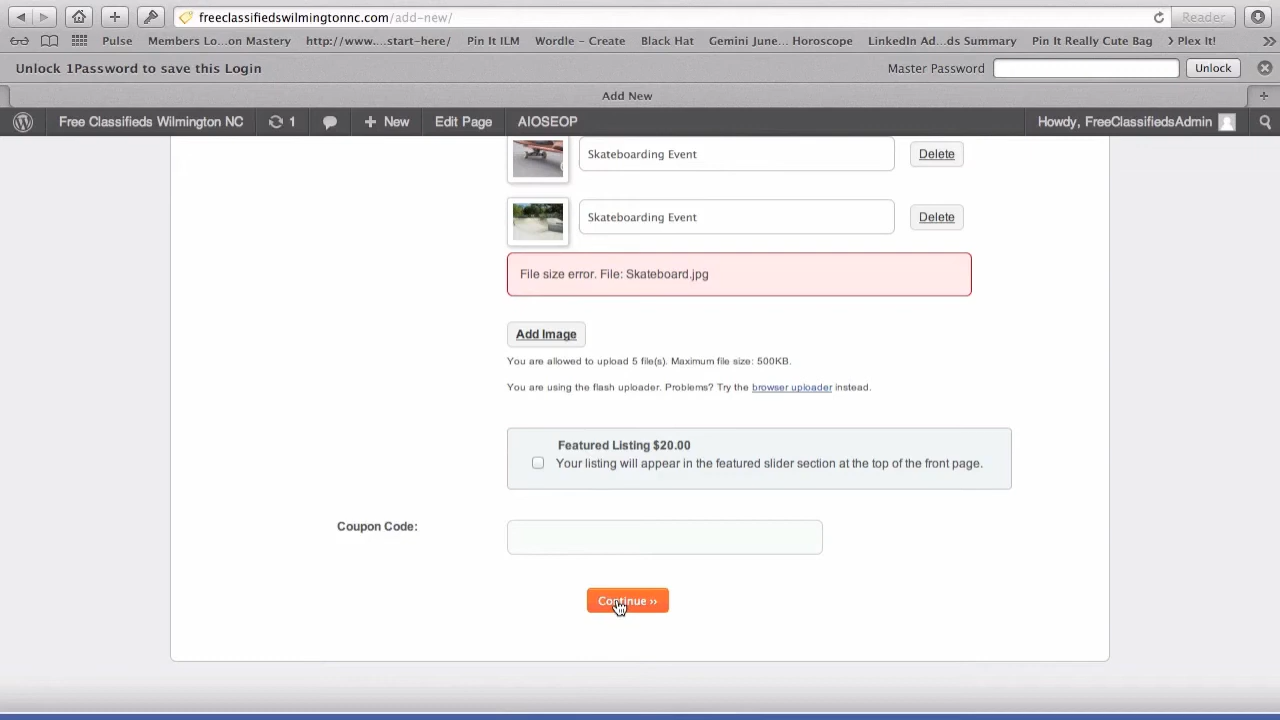 freeclassifiedswilmingtonnc.com/add-new/
Reader
Pulse
Members Lo...on Mastery
http://www....start-here/
Pin It ILM
Wordle – Create
Black Hat
Gemini June... Horoscope
LinkedIn Ad...ds Summary
Pin It Really Cute Bag
> Plex It!
Unlock 1Password to save this Login
Master Password
Unlock
Add New
Free Classifieds Wilmington NC
1
+ New
Edit Page
AIOSEOP
Howdy, FreeClassifiedsAdmin
Skateboarding Event
Delete
Skateboarding Event
Delete
File size error. File: Skateboard.jpg
Add Image
You are allowed to upload 5 file(s). Maximum file size: 500KB.
You are using the flash uploader. Problems? Try the browser uploader instead.
Featured Listing $20.00
Your listing will appear in the featured slider section at the top of the front page.
Coupon Code:
Continue ››